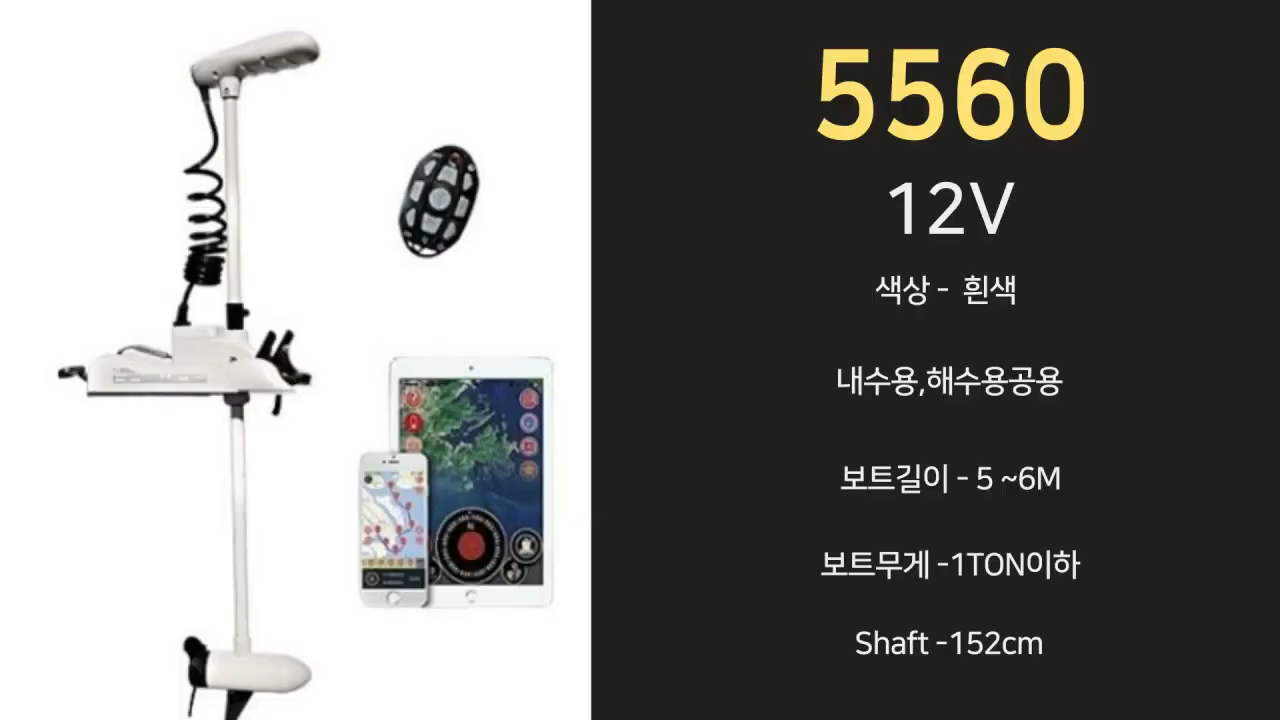 5560
12V
색상 - 흰색
내수용,해수용공용
보트길이 - 5 ~6M
보트무게 -1TON이하
Shaft -152cm